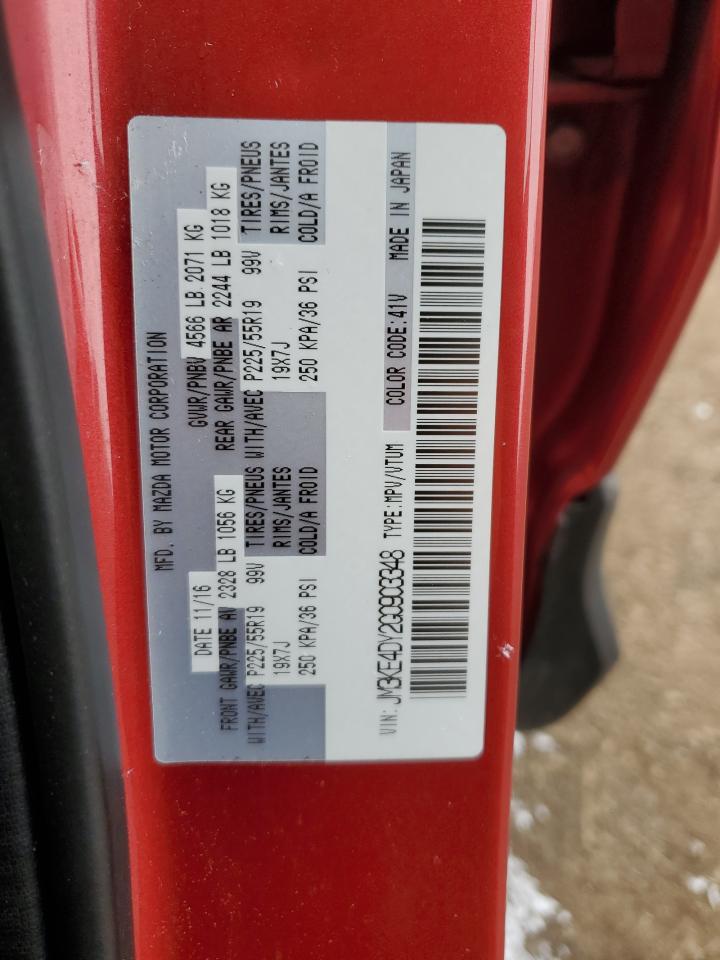 MFD. BY MAZDA MOTOR CORPORATION
DATE 11/16 GVWR/PNBV 4566 LB 2071 KG
FRONT GAWR/PNBE AV 2328 LB 1056 KG REAR GAWR/PNBE AR 2244 LB 1018 KG
WITH/AVEC P225/55R19 99V TIRES/PNEUS WITH/AVEC P225/55R19 99V TIRES/PNEUS
19X7J RIMS/JANTES 19X7J RIMS/JANTES
250 KPA/36 PSI COLD/A FROID 250 KPA/36 PSI COLD/A FROID
VIN: JM3KE4DY2G0903348 TYPE:MPV/VTUM COLOR CODE:41V MADE IN JAPAN